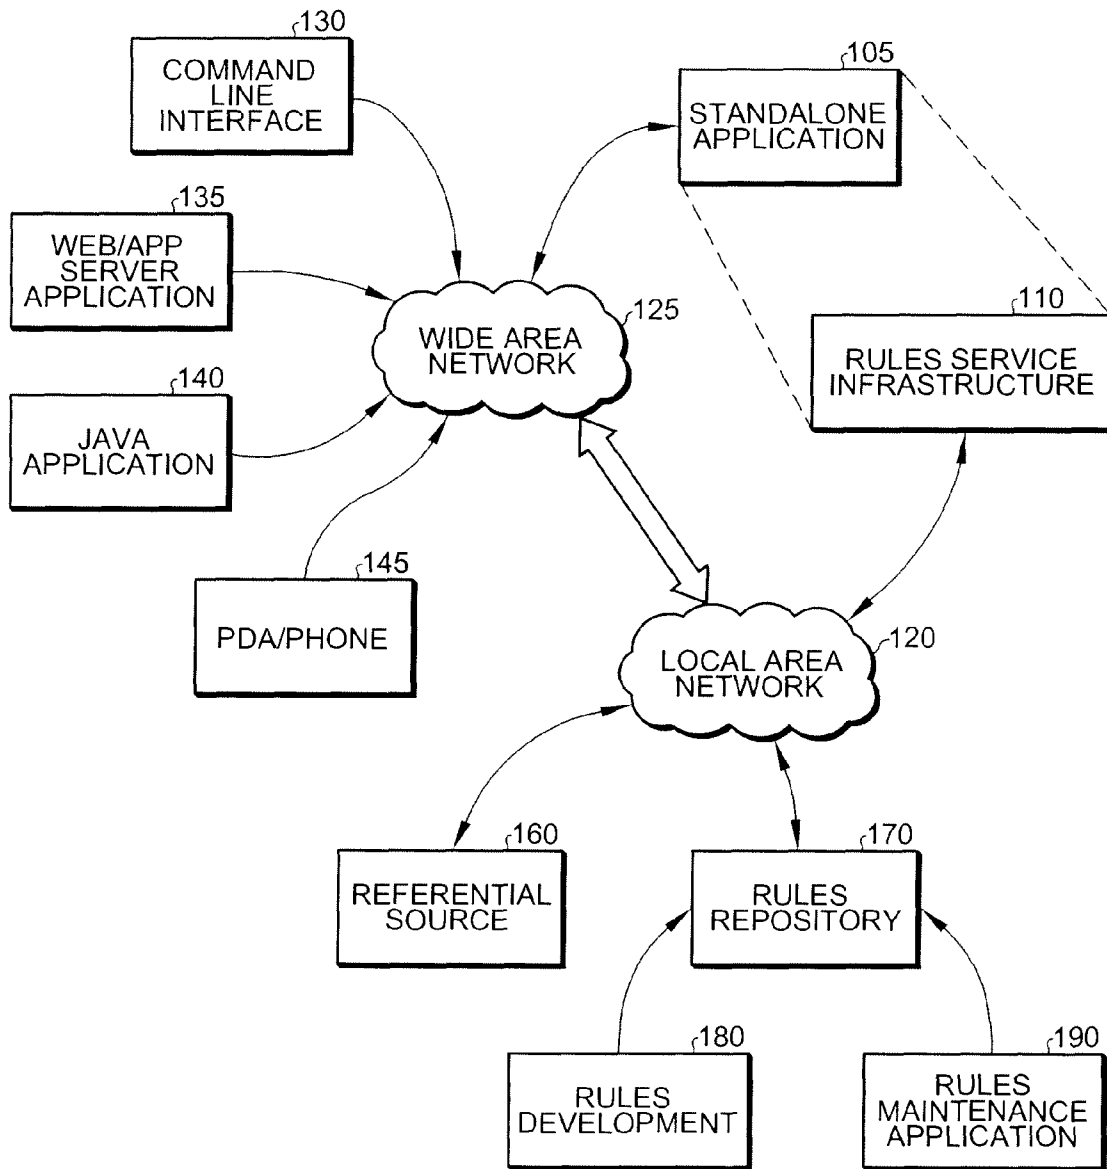 130
COMMAND
LINE
INTERFACE
105
STANDALONE
APPLICATION
135
WEB/APP
SERVER
APPLICATION
125
WIDE AREA
NETWORK
110
RULES SERVICE
INFRASTRUCTURE
140
JAVA
APPLICATION
145
PDA/PHONE
120
LOCAL AREA
NETWORK
160
REFERENTIAL
SOURCE
170
RULES
REPOSITORY
180
RULES
DEVELOPMENT
190
RULES
MAINTENANCE
APPLICATION